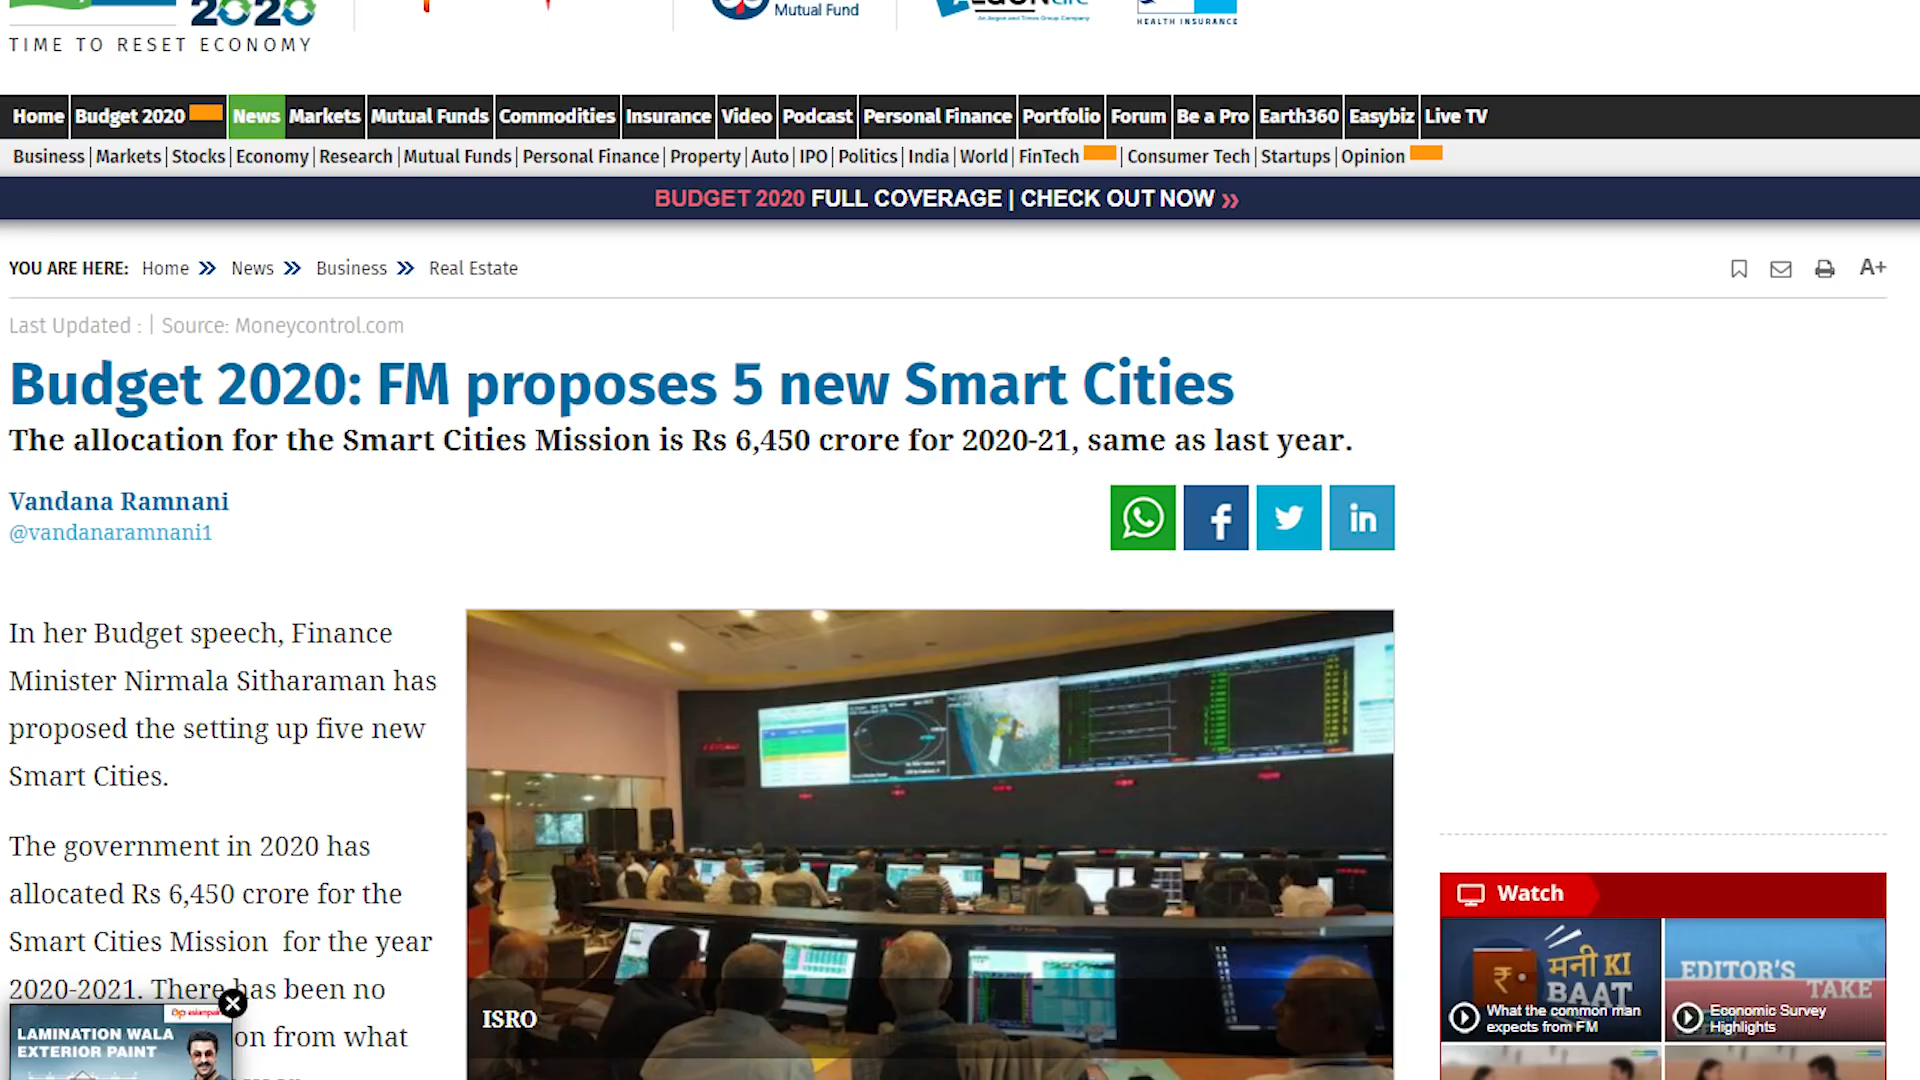 2020
Mutual Fund
HEALTH INSURANCE
TIME TO RESET ECONOMY
Home Budget 2020 News Markets Mutual Funds Commodities Insurance Video Podcast Personal Finance Portfolio Forum Be a Pro Earth360 Easybiz Live TV
Business Markets Stocks Economy Research Mutual Funds Personal Finance Property Auto IPO Politics India World FinTech Consumer Tech Startups Opinion
BUDGET 2020 FULL COVERAGE | CHECK OUT NOW »
YOU ARE HERE: Home » News » Business » Real Estate
A+
Last Updated : | Source: Moneycontrol.com
Budget 2020: FM proposes 5 new Smart Cities
The allocation for the Smart Cities Mission is Rs 6,450 crore for 2020-21, same as last year.
Vandana Ramnani
@vandanaramnani1
In her Budget speech, Finance
Minister Nirmala Sitharaman has
proposed the setting up five new
Smart Cities.
The government in 2020 has
allocated Rs 6,450 crore for the
Smart Cities Mission for the year
2020-2021. There has been no
on from what
LAMINATION WALA
EXTERIOR PAINT
ISRO
Watch
मनी KI
BAAT
What the common man
expects from FM
EDITOR'S
TAKE
Economic Survey
Highlights